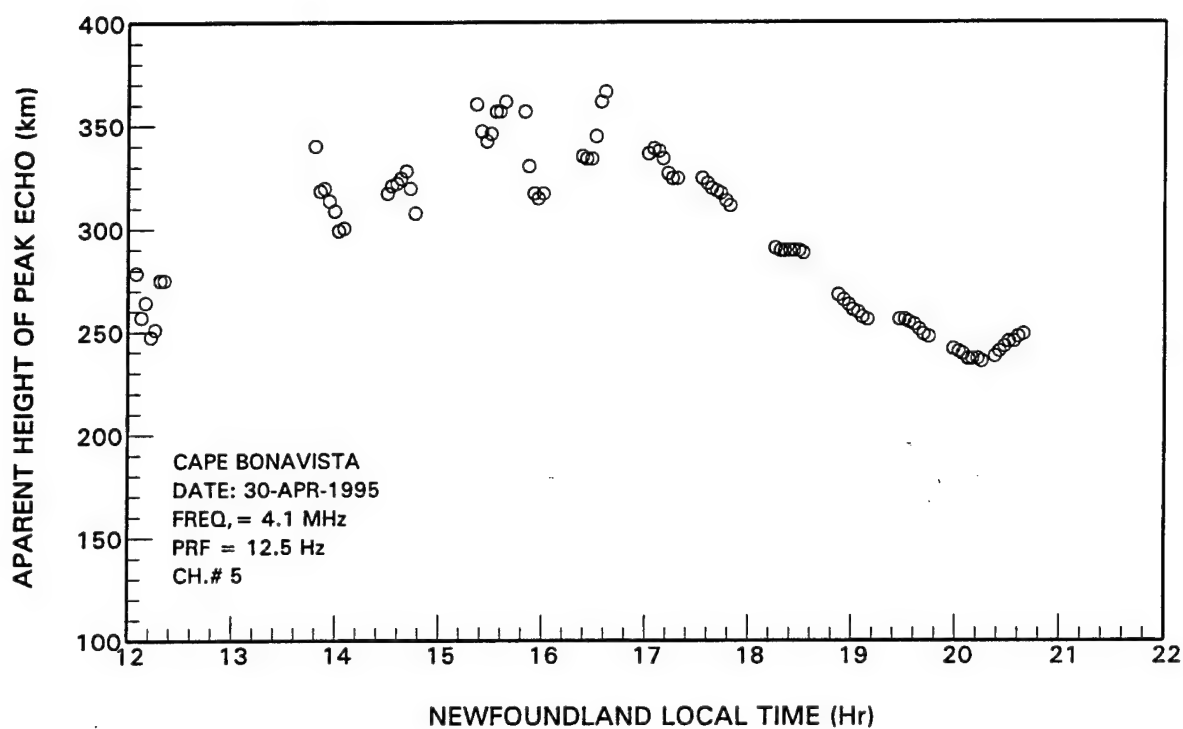 400
350
300
250
200
150
100
APARENT HEIGHT OF PEAK ECHO (km)
CAPE BONAVISTA
DATE: 30-APR-1995
FREQ,= 4.1 MHz
PRF = 12.5 Hz
CH.# 5
12 13 14 15 16 17 18 19 20 21 22
NEWFOUNDLAND LOCAL TIME (Hr)